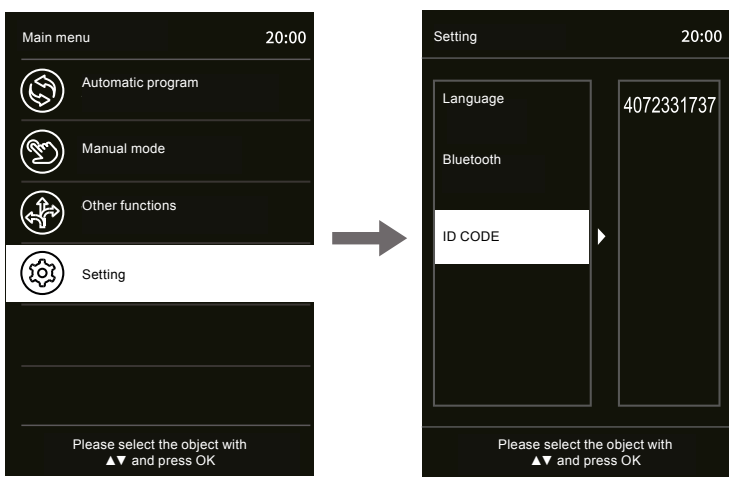 Main menu 20:00
Automatic program
Manual mode
Other functions
Setting
Please select the object with
▲▼ and press OK
Setting 20:00
Language
4072331737
Bluetooth
ID CODE
Please select the object with
▲▼ and press OK